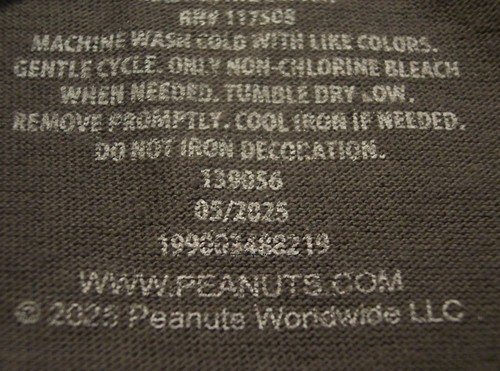 RN# 117508
MACHINE WASH COLD WITH LIKE COLORS.
GENTLE CYCLE. ONLY NON-CHLORINE BLEACH
WHEN NEEDED. TUMBLE DRY LOW.
REMOVE PROMPTLY. COOL IRON IF NEEDED.
DO NOT IRON DECORATION.
139056
05/2025
199003488219
WWW.PEANUTS.COM
© 2025 Peanuts Worldwide LLC